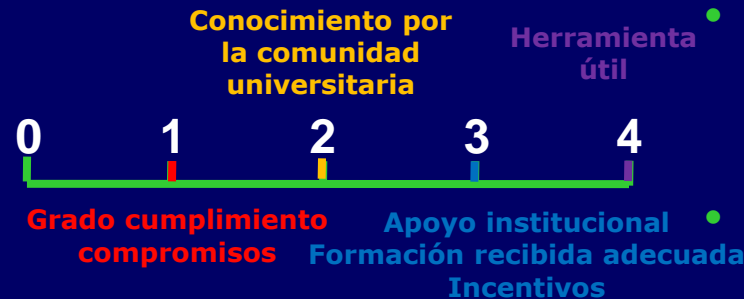 Conocimiento por
la comunidad
universitaria
Herramienta
útil
0 1 2 3 4
Grado cumplimiento
compromisos
Apoyo institucional
Formación recibida adecuada
Incentivos